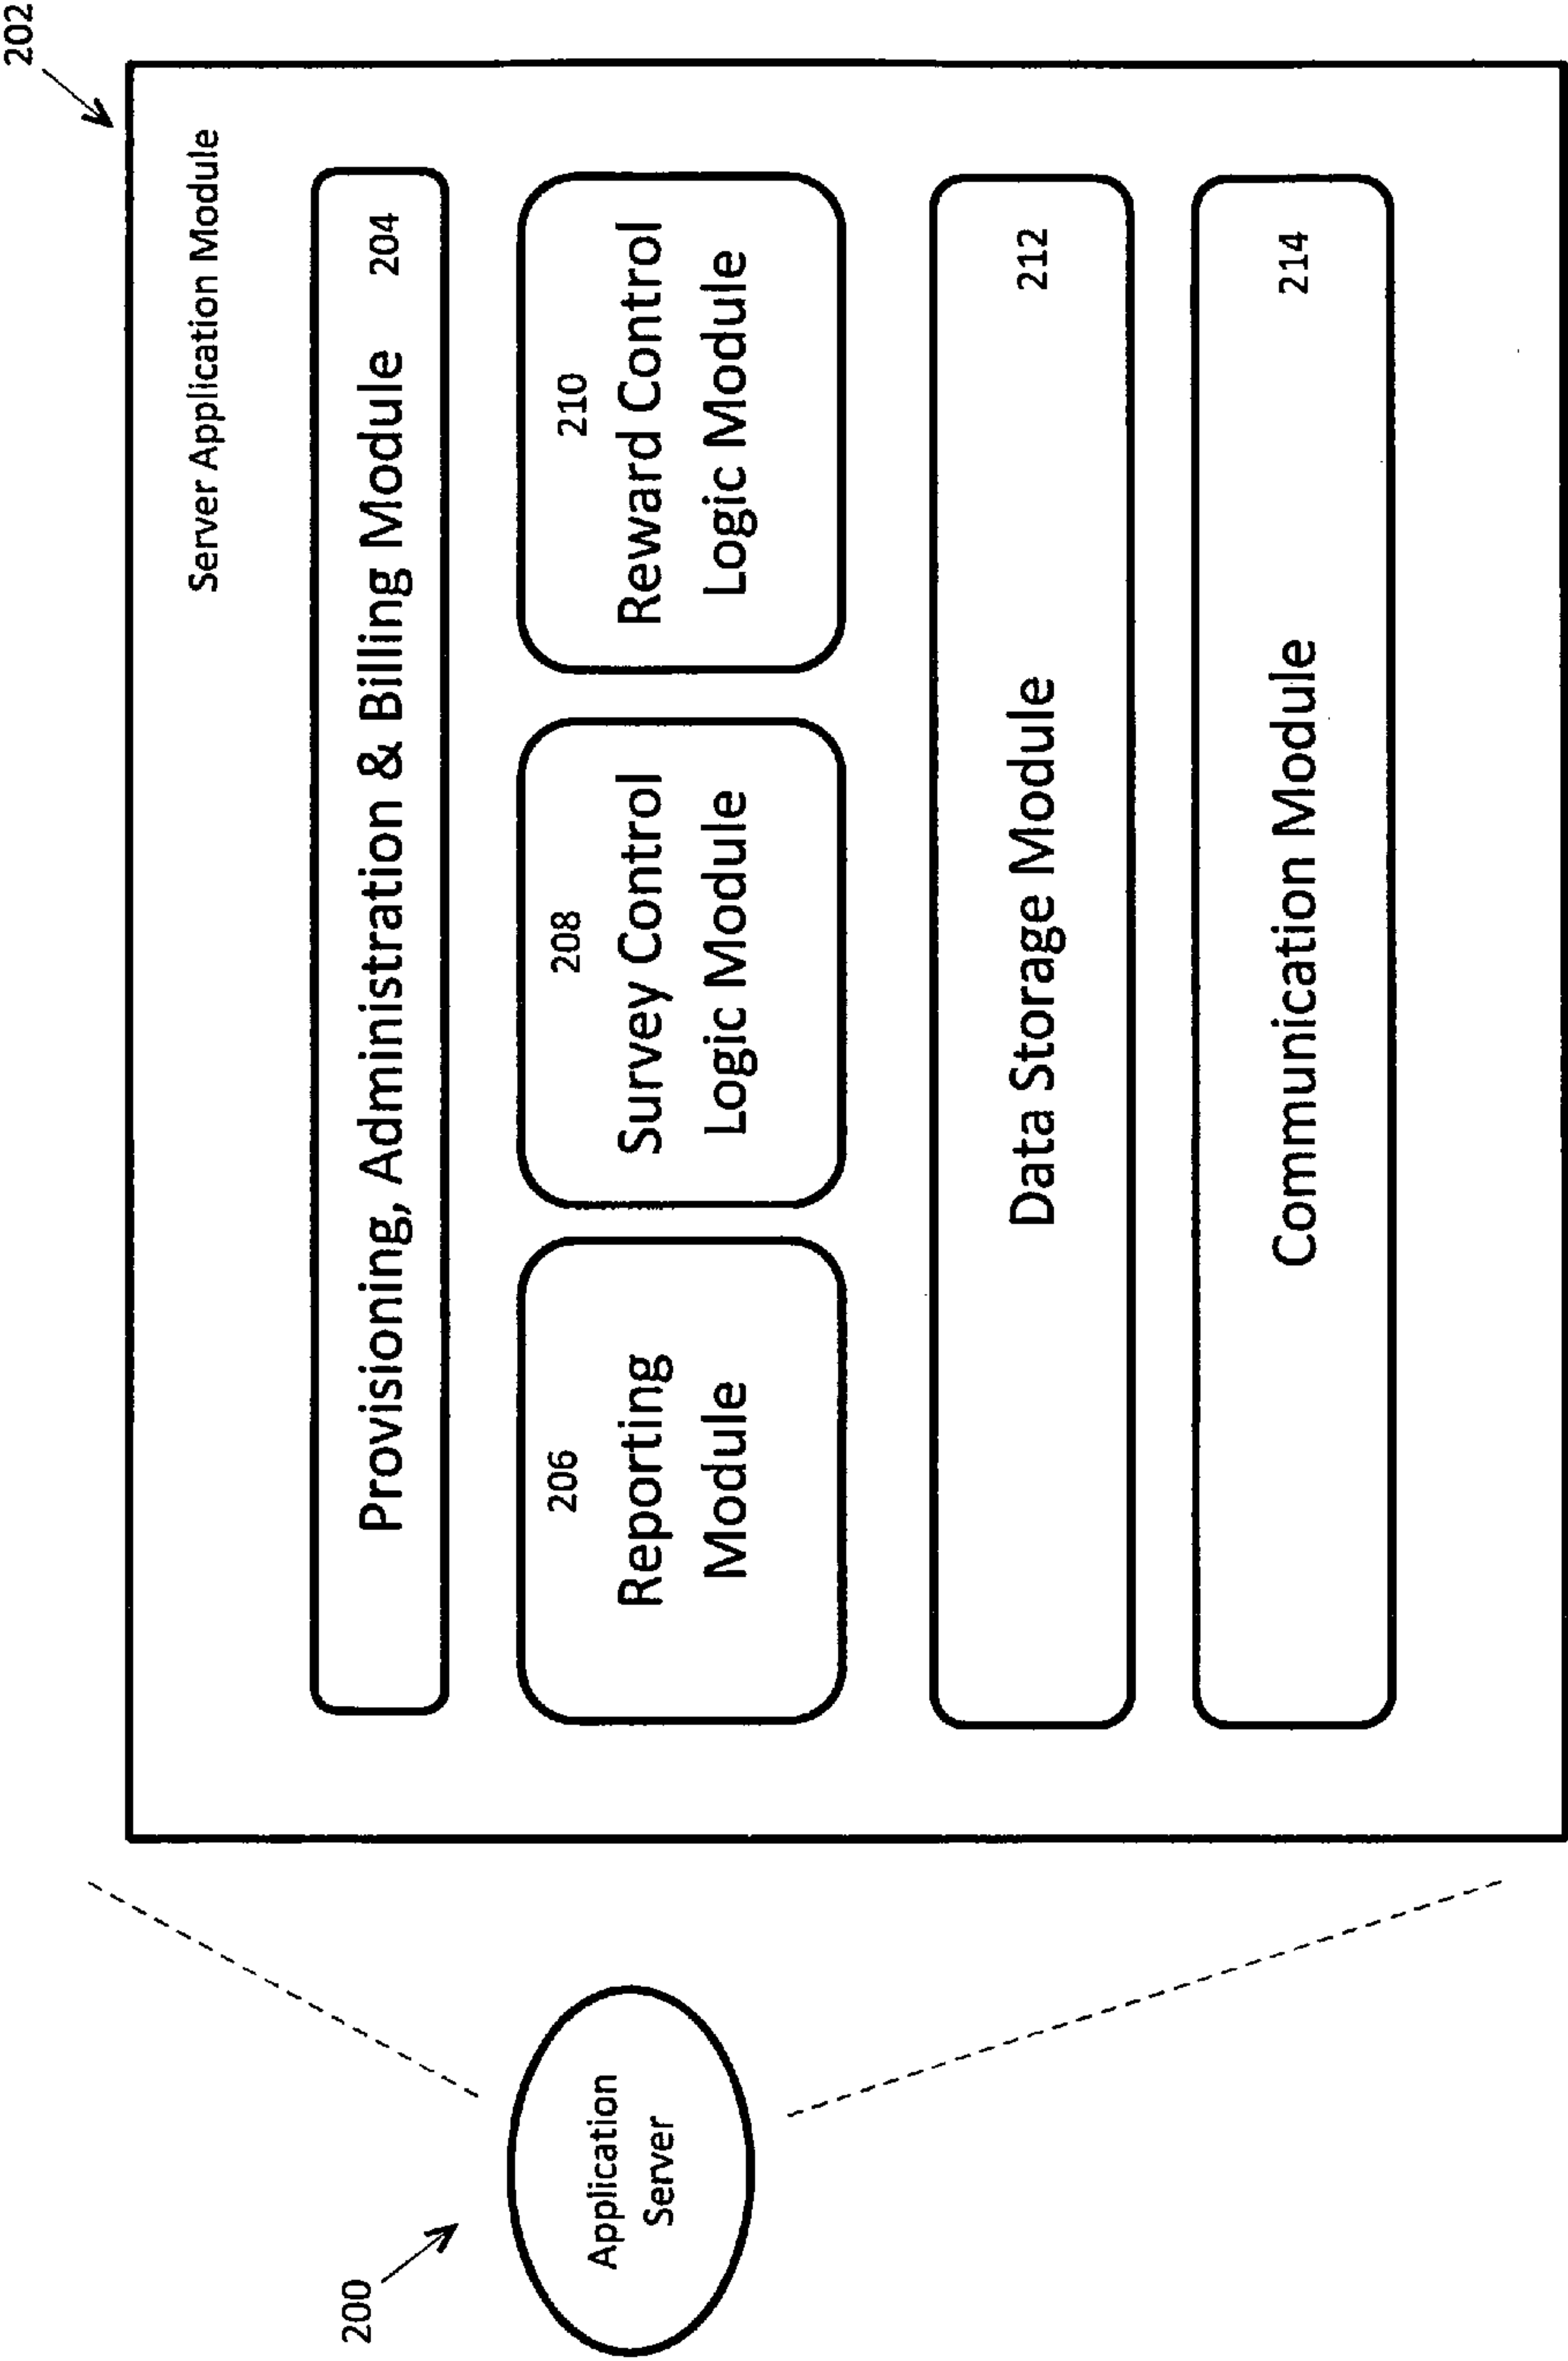 202
Server Application Module
Provisioning, Administration & Billing Module 204
206
Reporting
Module
208
Survey Control
Logic Module
210
Reward Control
Logic Module
Data Storage Module 212
Communication Module 214
200
Application
Server